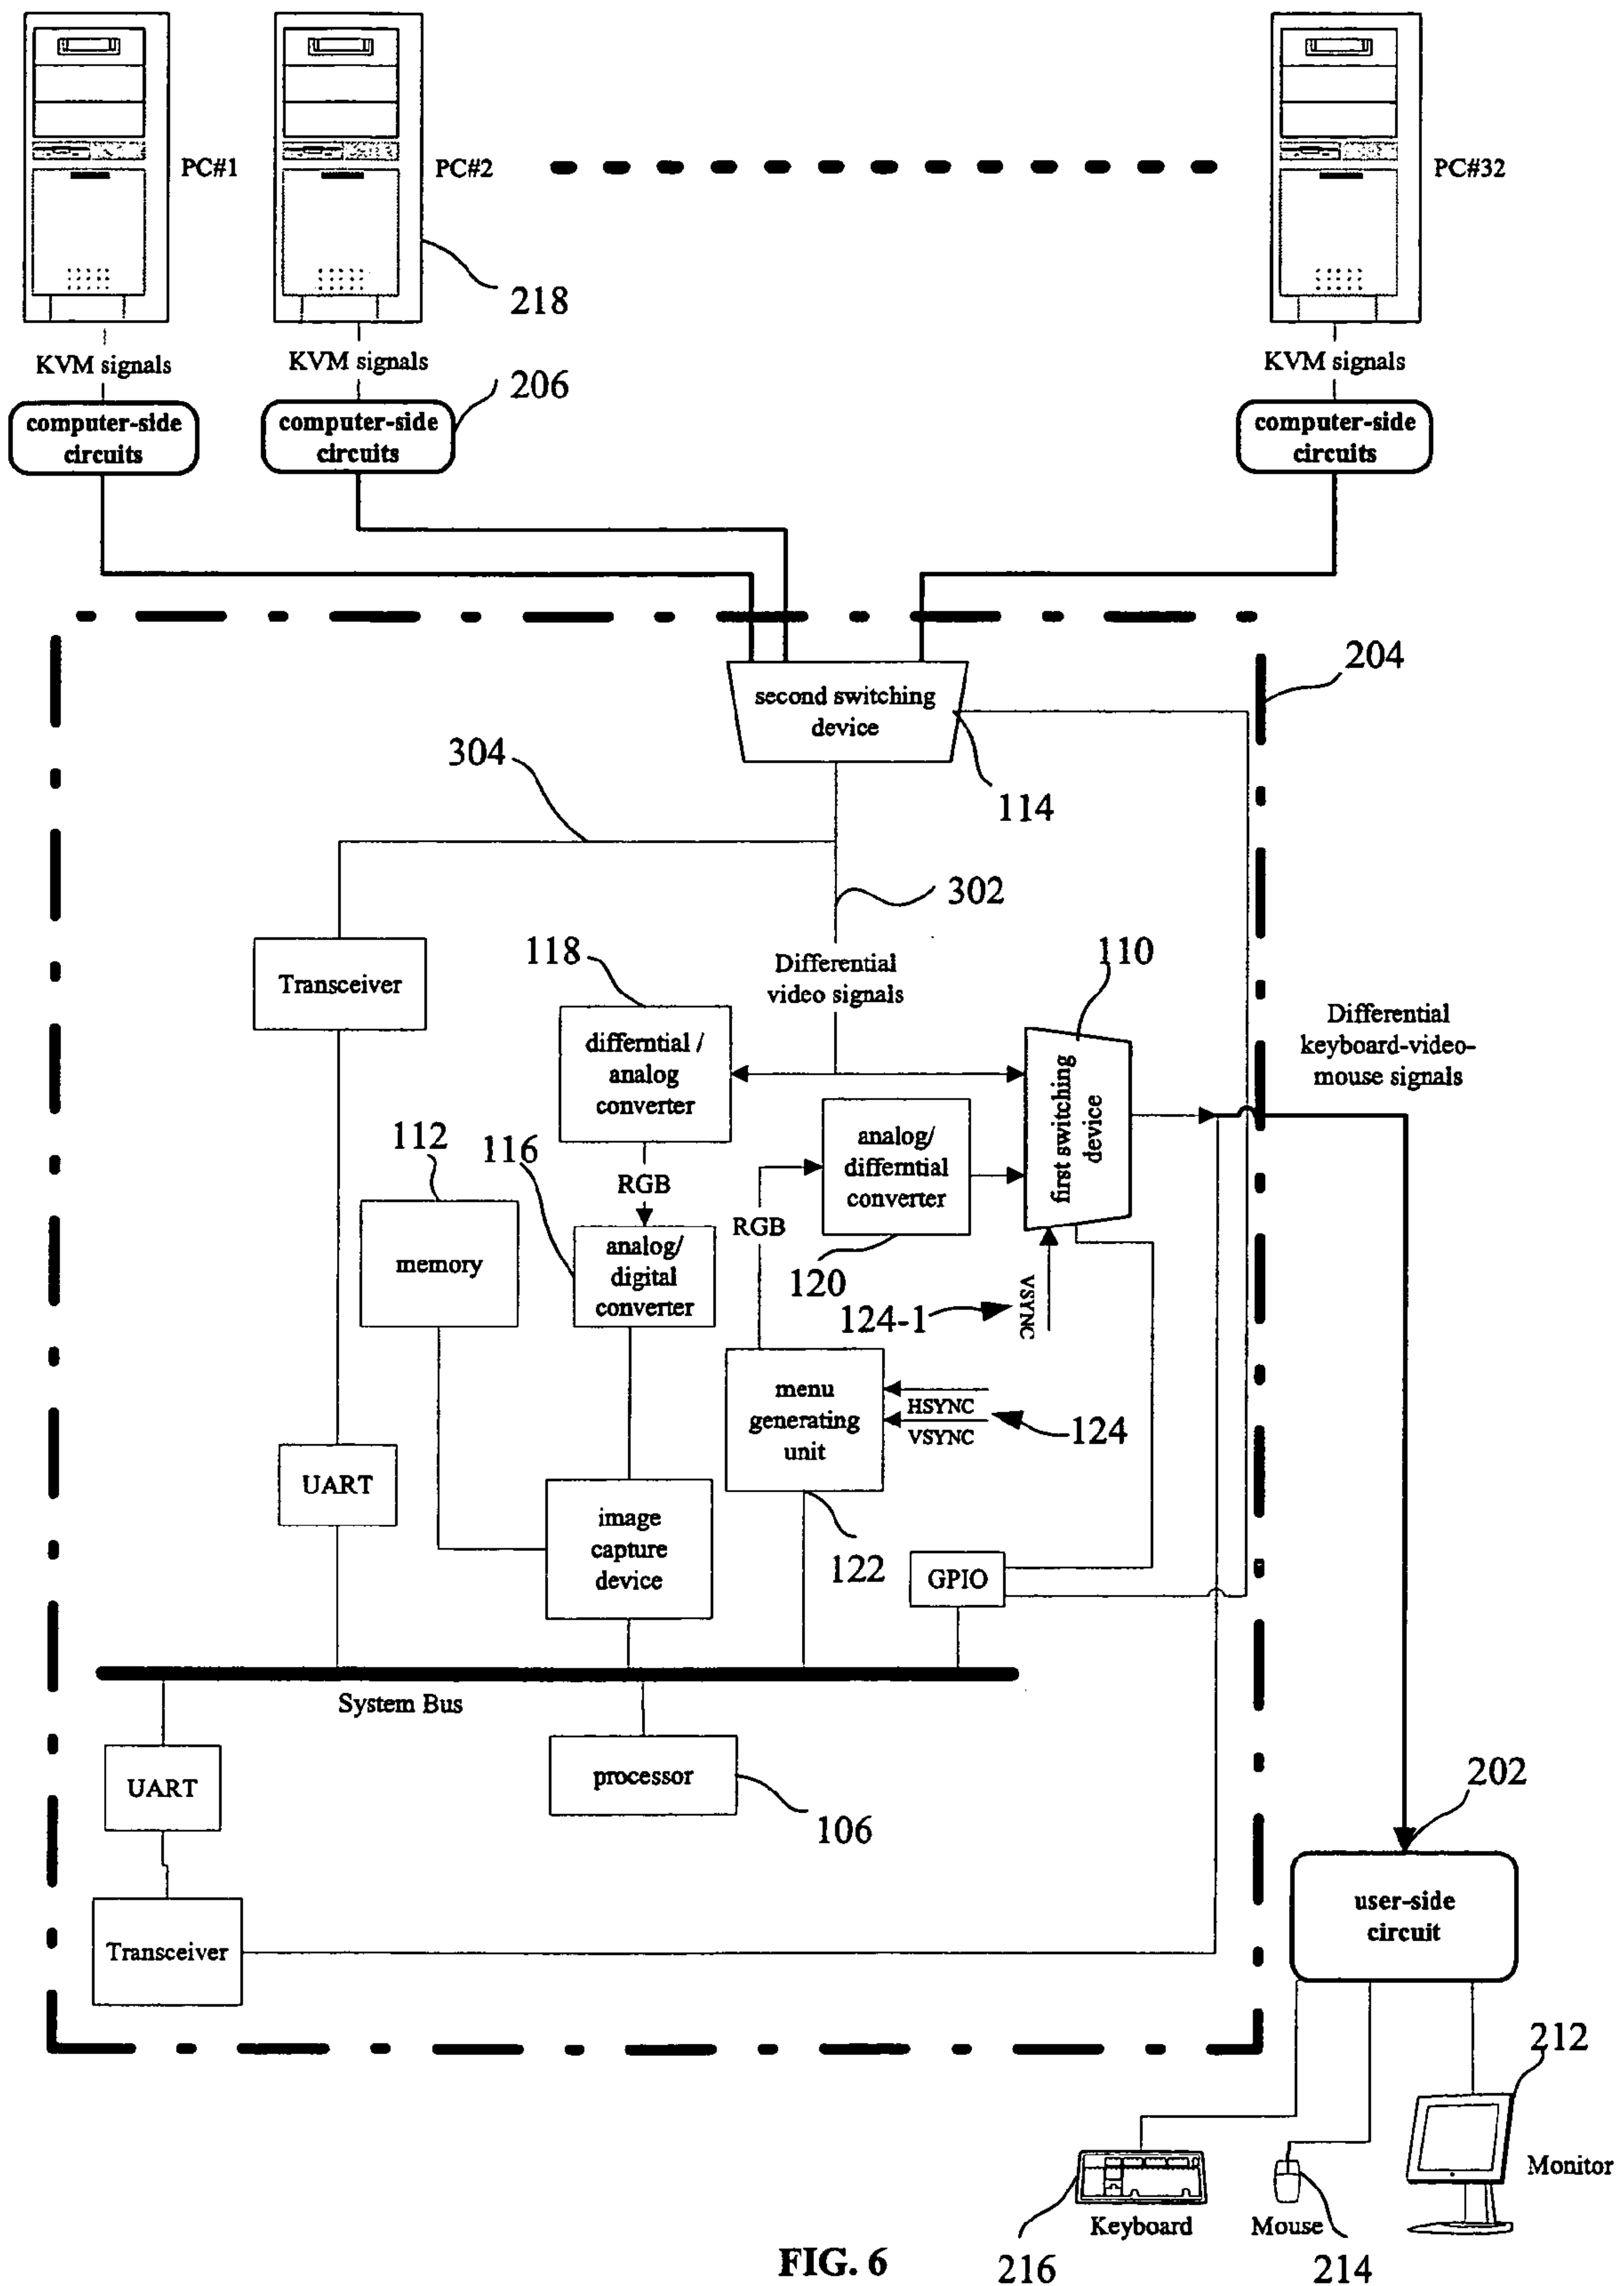 PC#1
PC#2
PC#32
218
KVM signals
KVM signals
KVM signals
206
computer-side
circuits
computer-side
circuits
computer-side
circuits
204
second switching
device
114
304
302
118
Differential
video signals
110
Transceiver
differntial /
analog
converter
Differential
keyboard-video-
mouse signals
first switching
device
112
116
RGB
analog/
differntial
converter
RGB
memory
analog/
digital
converter
120
VSYNC
124-1
menu
generating
unit
HSYNC
VSYNC
124
UART
image
capture
device
122
GPIO
System Bus
UART
processor
106
202
user-side
circuit
Transceiver
212
Monitor
Keyboard
Mouse
216
214
FIG. 6